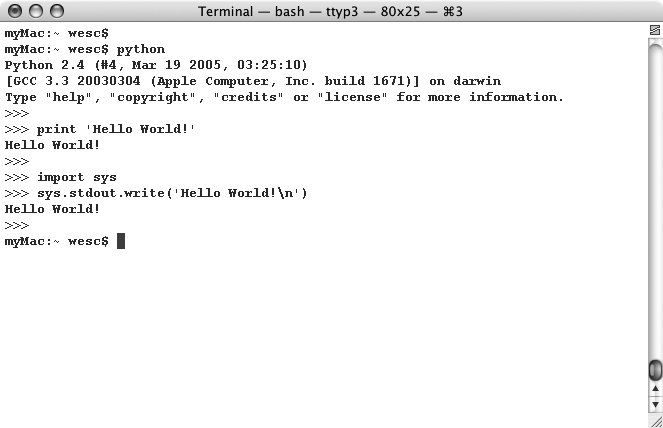 Terminal — bash — ttyp3 — 80x25 — ⌘3
myMac:~ wesc$
myMac:~ wesc$ python
Python 2.4 (#4, Mar 19 2005, 03:25:10)
[GCC 3.3 20030304 (Apple Computer, Inc. build 1671)] on darwin
Type "help", "copyright", "credits" or "license" for more information.
>>>
>>> print 'Hello World!'
Hello World!
>>>
>>> import sys
>>> sys.stdout.write('Hello World!\n')
Hello World!
>>>
myMac:~ wesc$